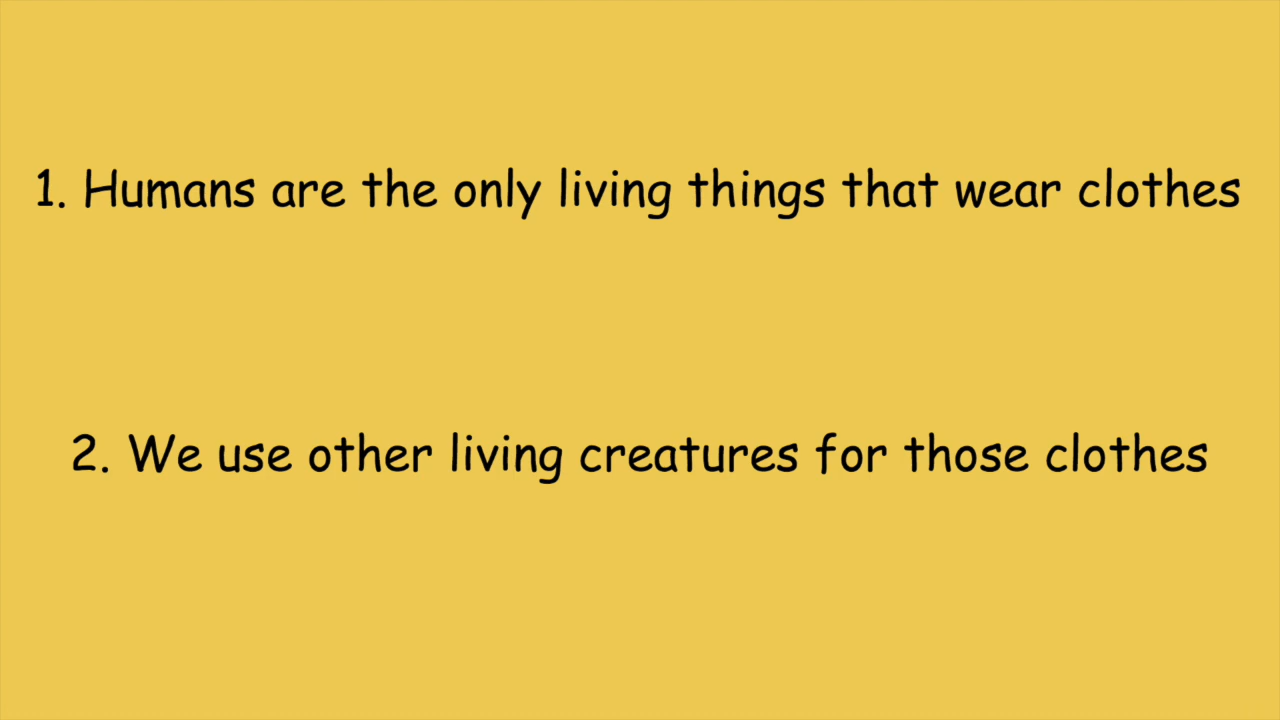 1. Humans are the only living things that wear clothes
2. We use other living creatures for those clothes